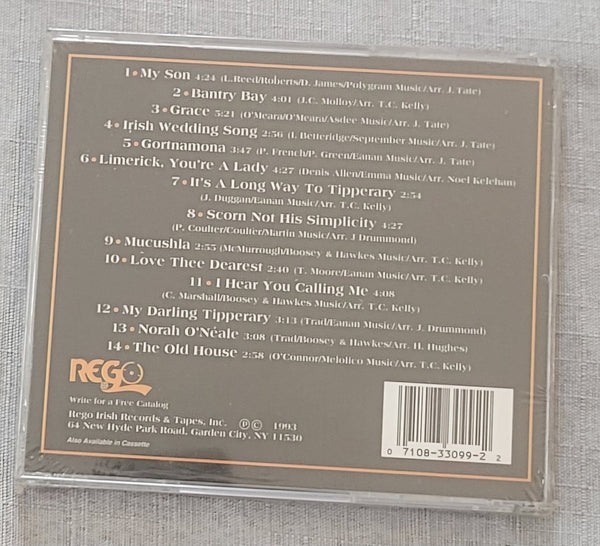 1 • My Son 4:24 (L.Reed/Roberts/D. James/Polygram Music/Arr. J. Tate)
2 • Bantry Bay 4:01 (J.C. Molloy/Arr. T.C. Kelly)
3 • Grace 5:21 (O'Meara/O'Meara/Asdee Music/Arr. J. Tate)
4 • Irish Wedding Song 2:56 (I. Betteridge/September Music/Arr. J. Tate)
5 • Gortnamona 3:47 (P. French/P. Green/Eanan Music/Arr. J. Tate)
6 • Limerick, You're A Lady 4:27 (Denis Allen/Emma Music/Arr. Noel Kelehan)
7 • It's A Long Way To Tipperary 2:54
(J. Duggan/Eanan Music/Arr. T.C. Kelly)
8 • Scorn Not His Simplicity 4:27
(P. Coulter/Coulter/Martin Music/Arr. J Drummond)
9 • Mucushla 2:55 (McMurrough/Boosey & Hawkes Music/Arr. T.C. Kelly)
10 • Love Thee Dearest 2:40 (T. Moore/Eanan Music/Arr. T.C. Kelly)
11 • I Hear You Calling Me 4:08
(C. Marshall/Boosey & Hawkes Music/Arr. T.C. Kelly)
12 • My Darling Tipperary 3:13 (Trad/Eanan Music/Arr. J. Drummond)
13 • Norah O'Néale 3:08 (Trad/Boosey & Hawkes/Arr. H. Hughes)
14 • The Old House 2:58 (O'Connor/Melolico Music/Arr. T.C. Kelly)
REGO
Write for a Free Catalog
Rego Irish Records & Tapes, Inc. ℗ © 1993
64 New Hyde Park Road, Garden City, NY 11530
Also Available in Cassette
0 7108-33099-2 2